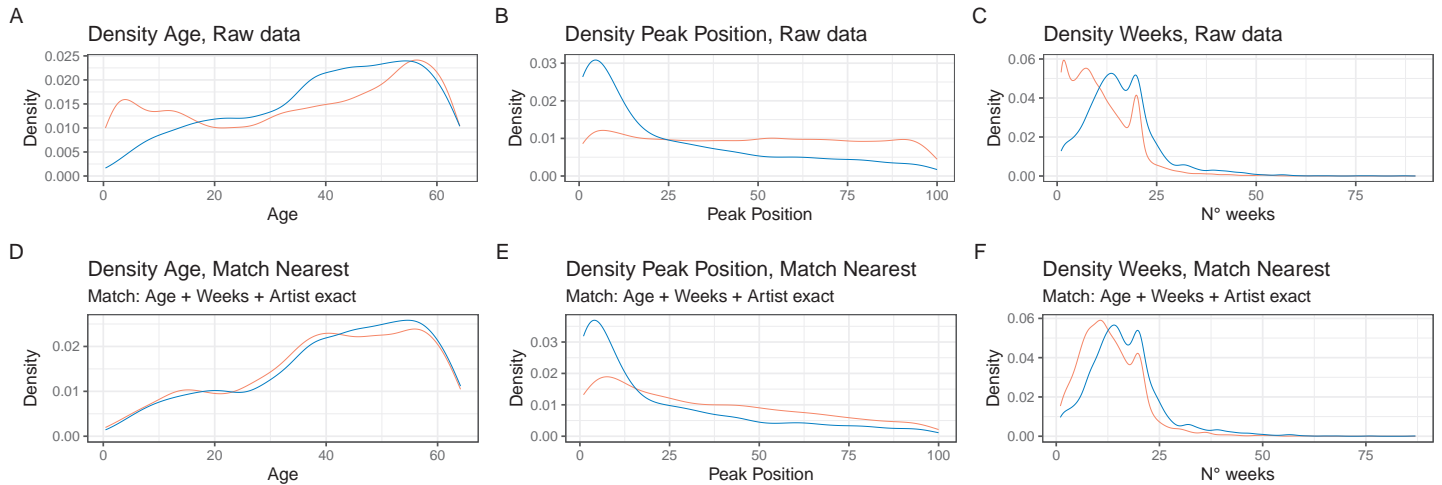 A
Density Age, Raw data
Density
0.025
0.020
0.015
0.010
0.005
0.000
0
20
40
60
Age
B
Density Peak Position, Raw data
Density
0.03
0.02
0.01
0.00
0
25
50
75
100
Peak Position
C
Density Weeks, Raw data
Density
0.06
0.04
0.02
0.00
0
25
50
75
N° weeks
D
Density Age, Match Nearest
Match: Age + Weeks + Artist exact
Density
0.02
0.01
0.00
0
20
40
60
Age
E
Density Peak Position, Match Nearest
Match: Age + Weeks + Artist exact
Density
0.03
0.02
0.01
0.00
0
25
50
75
100
Peak Position
F
Density Weeks, Match Nearest
Match: Age + Weeks + Artist exact
Density
0.06
0.04
0.02
0.00
0
25
50
75
N° weeks